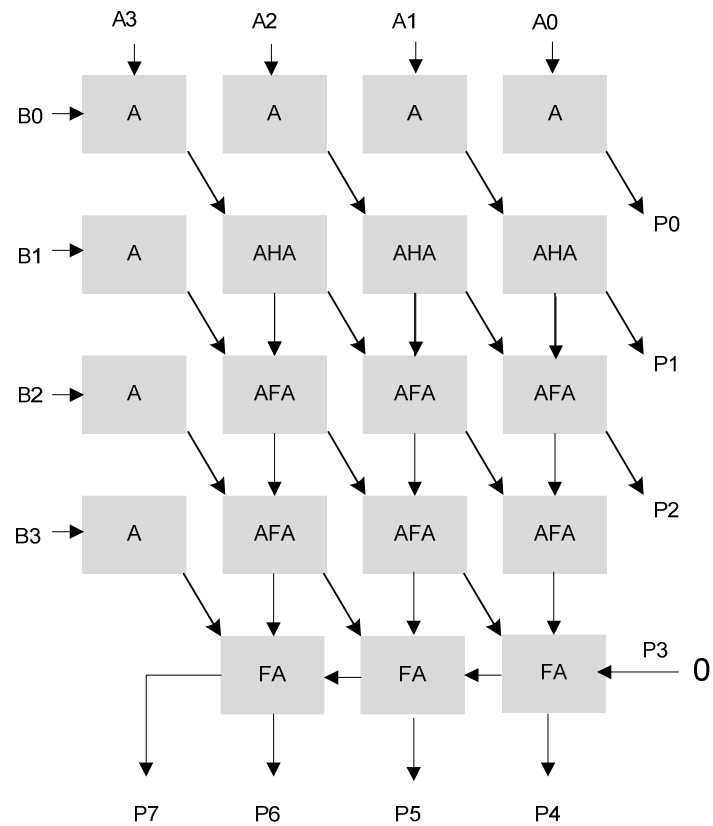 A3 A2 A1 A0
B0 A A A A
P0
B1 A AHA AHA AHA
P1
B2 A AFA AFA AFA
P2
B3 A AFA AFA AFA
P3
FA FA FA 0
P7 P6 P5 P4